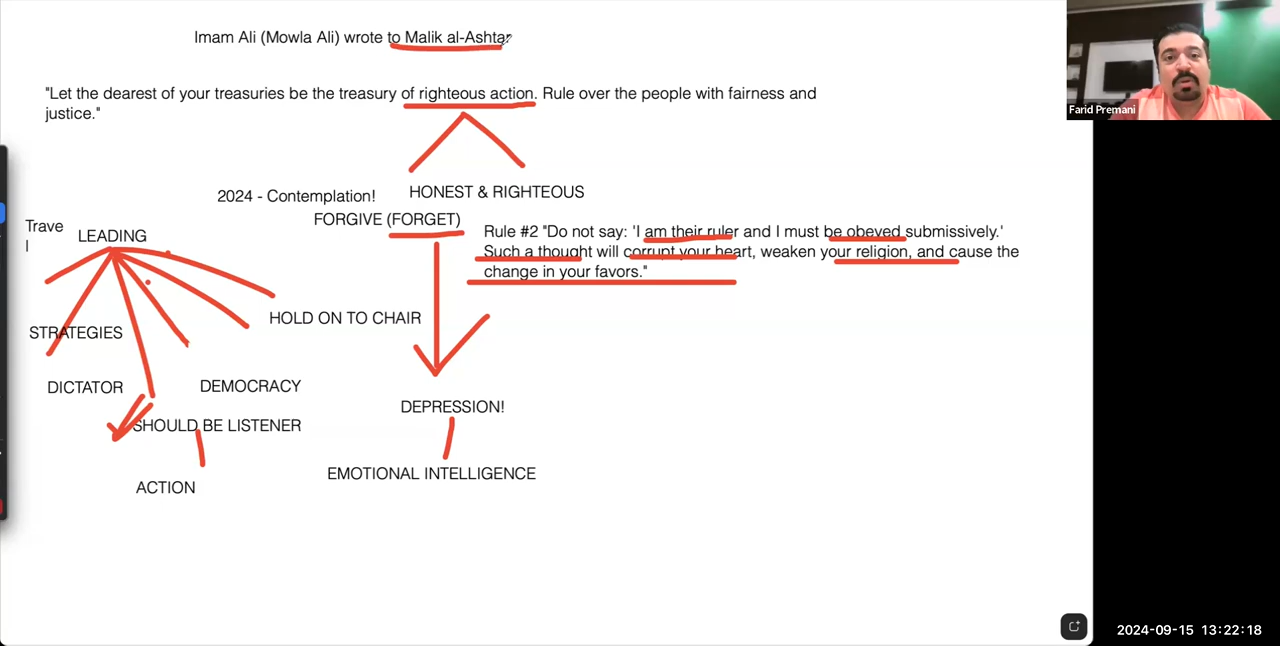 Imam Ali (Mowla Ali) wrote to Malik al-Ashtar
"Let the dearest of your treasuries be the treasury of righteous action. Rule over the people with fairness and
justice."
Farid Premani
2024 - Contemplation!
HONEST & RIGHTEOUS
FORGIVE (FORGET)
Trave
l
LEADING
Rule #2 "Do not say: 'I am their ruler and I must be obeyed submissively.'
Such a thought will corrupt your heart, weaken your religion, and cause the
change in your favors."
HOLD ON TO CHAIR
STRATEGIES
DICTATOR
DEMOCRACY
DEPRESSION!
SHOULD BE LISTENER
EMOTIONAL INTELLIGENCE
ACTION
2024-09-15 13:22:18